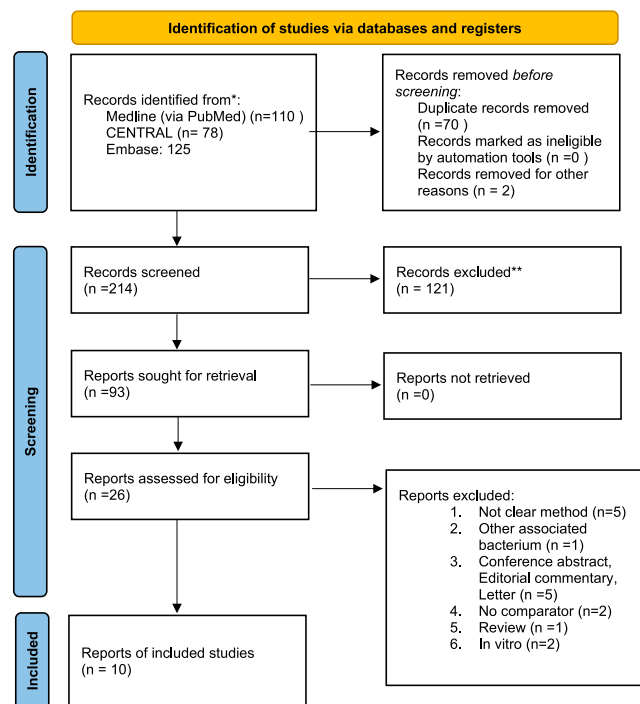 Identification of studies via databases and registers
Identification
Records identified from*:
Medline (via PubMed) (n=110 )
CENTRAL (n= 78)
Embase: 125
Records removed before
screening:
Duplicate records removed
(n =70 )
Records marked as ineligible
by automation tools (n =0 )
Records removed for other
reasons (n = 2)
Screening
Records screened
(n =214)
Records excluded**
(n = 121)
Reports sought for retrieval
(n =93)
Reports not retrieved
(n =0)
Reports assessed for eligibility
(n =26)
Reports excluded:
1. Not clear method (n=5)
2. Other associated
bacterium (n =1)
3. Conference abstract,
Editorial commentary,
Letter (n =5)
4. No comparator (n=2)
5. Review (n =1)
6. In vitro (n=2)
Included
Reports of included studies
(n = 10)